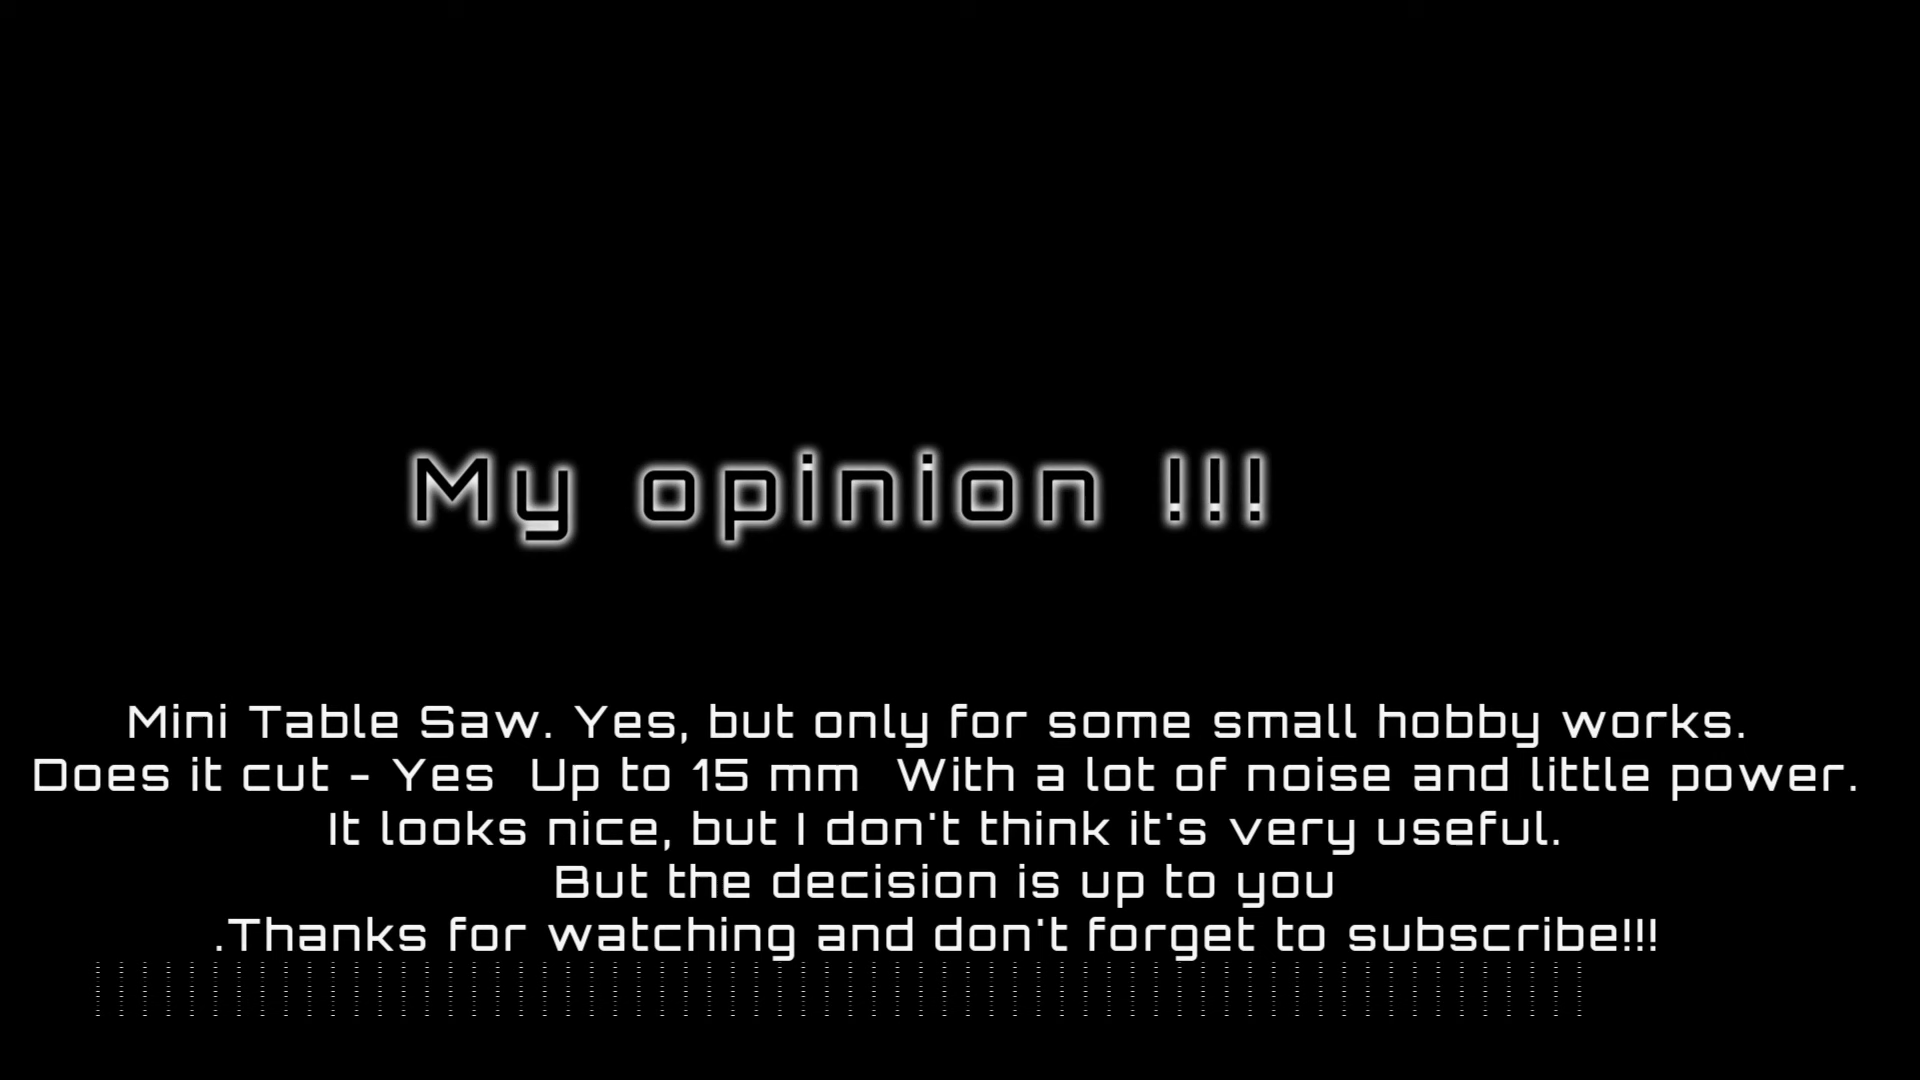 My opinion !!!
Mini Table Saw. Yes, but only for some small hobby works.
Does it cut - Yes  Up to 15 mm  With a lot of noise and little power.
It looks nice, but I don't think it's very useful.
But the decision is up to you
.Thanks for watching and don't forget to subscribe!!!